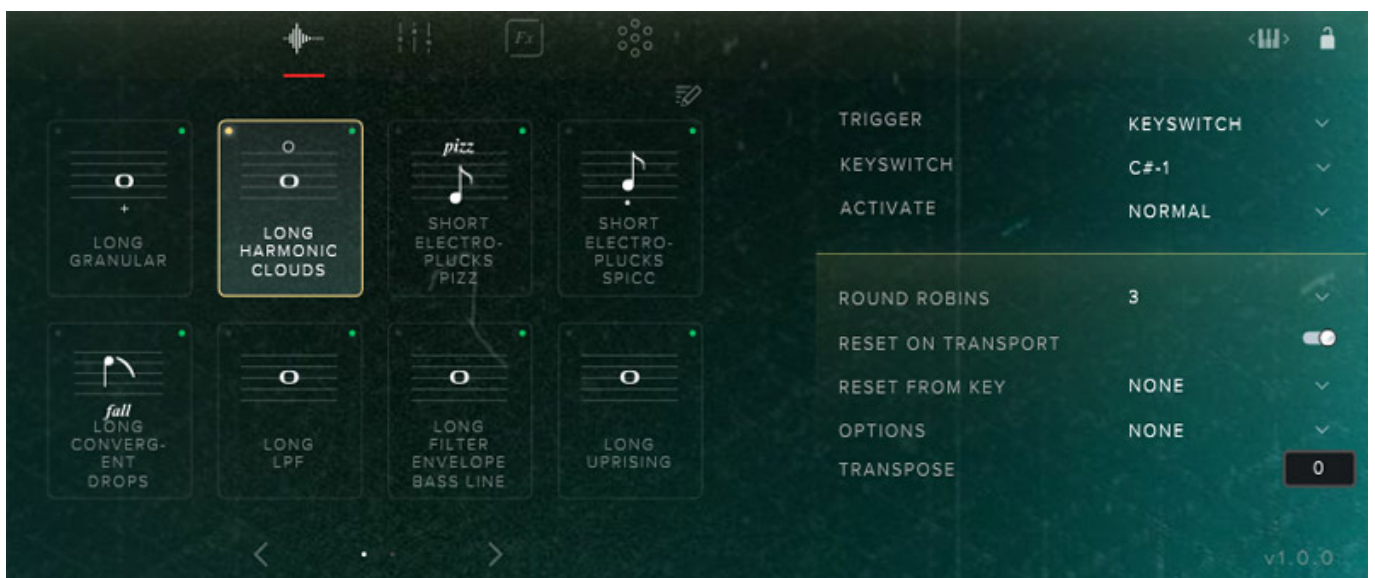 Fx
LONG
GRANULAR
LONG
HARMONIC
CLOUDS
pizz
SHORT
ELECTRO-
PLUCKS
PIZZ
SHORT
ELECTRO-
PLUCKS
SPICC
fall
LONG
CONVERG-
ENT
DROPS
LONG
LPF
LONG
FILTER
ENVELOPE
BASS LINE
LONG
UPRISING
TRIGGER KEYSWITCH
KEYSWITCH C#-1
ACTIVATE NORMAL
ROUND ROBINS 3
RESET ON TRANSPORT
RESET FROM KEY NONE
OPTIONS NONE
TRANSPOSE 0
v1.0.0